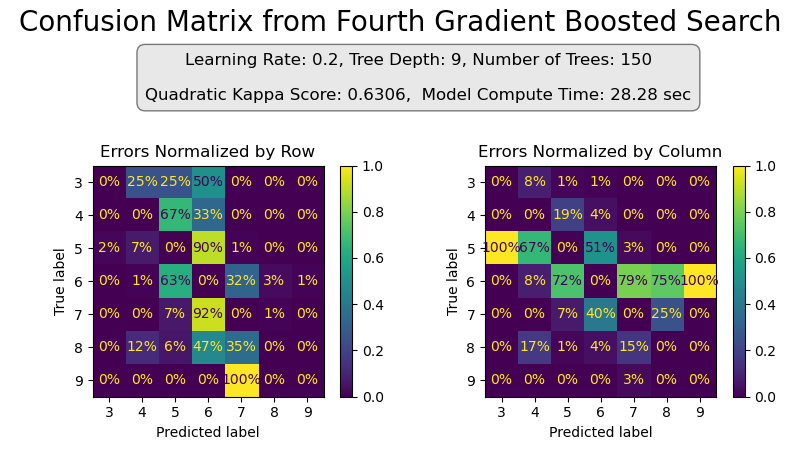 Confusion Matrix from Fourth Gradient Boosted Search
Learning Rate: 0.2, Tree Depth: 9, Number of Trees: 150
Quadratic Kappa Score: 0.6306,  Model Compute Time: 28.28 sec
Errors Normalized by Row
True label
3 0% 25% 25% 50% 0% 0% 0%
4 0% 0% 67% 33% 0% 0% 0%
5 2% 7% 0% 90% 1% 0% 0%
6 0% 1% 63% 0% 32% 3% 1%
7 0% 0% 7% 92% 0% 1% 0%
8 0% 12% 6% 47% 35% 0% 0%
9 0% 0% 0% 0% 100% 0% 0%
3 4 5 6 7 8 9
Predicted label
1.0
0.8
0.6
0.4
0.2
0.0
Errors Normalized by Column
True label
3 0% 8% 1% 1% 0% 0% 0%
4 0% 0% 19% 4% 0% 0% 0%
5 100% 67% 0% 51% 3% 0% 0%
6 0% 8% 72% 0% 79% 75% 100%
7 0% 0% 7% 40% 0% 25% 0%
8 0% 17% 1% 4% 15% 0% 0%
9 0% 0% 0% 0% 3% 0% 0%
3 4 5 6 7 8 9
Predicted label
1.0
0.8
0.6
0.4
0.2
0.0